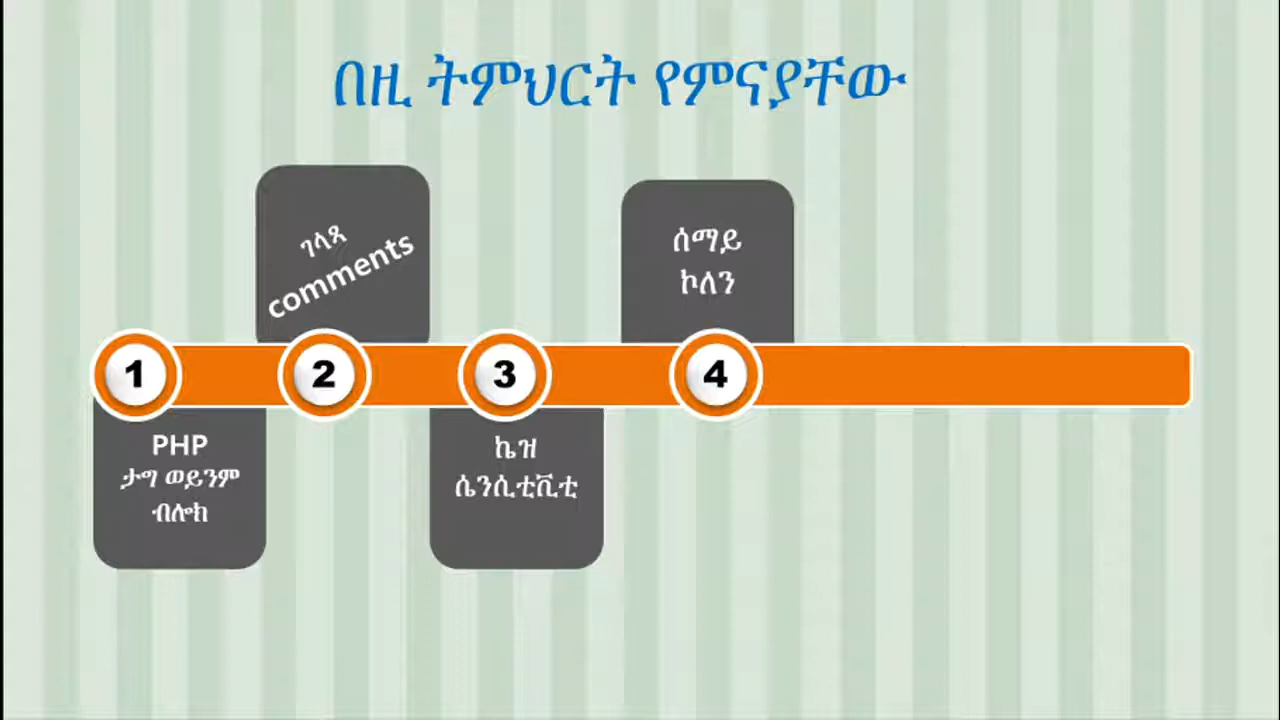 በዚ ትምህርት የምናያቸው
1
PHP
ታግ ወይንም
ብሎክ
2
ገላጻ
comments
3
ኬዝ
ሴንሲቲቪቲ
4
ሰማይ
ኮለን